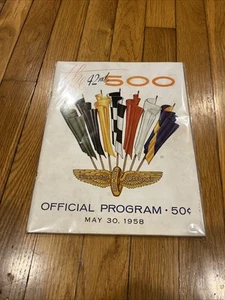 42nd 500
OFFICIAL PROGRAM · 50¢
MAY 30, 1958